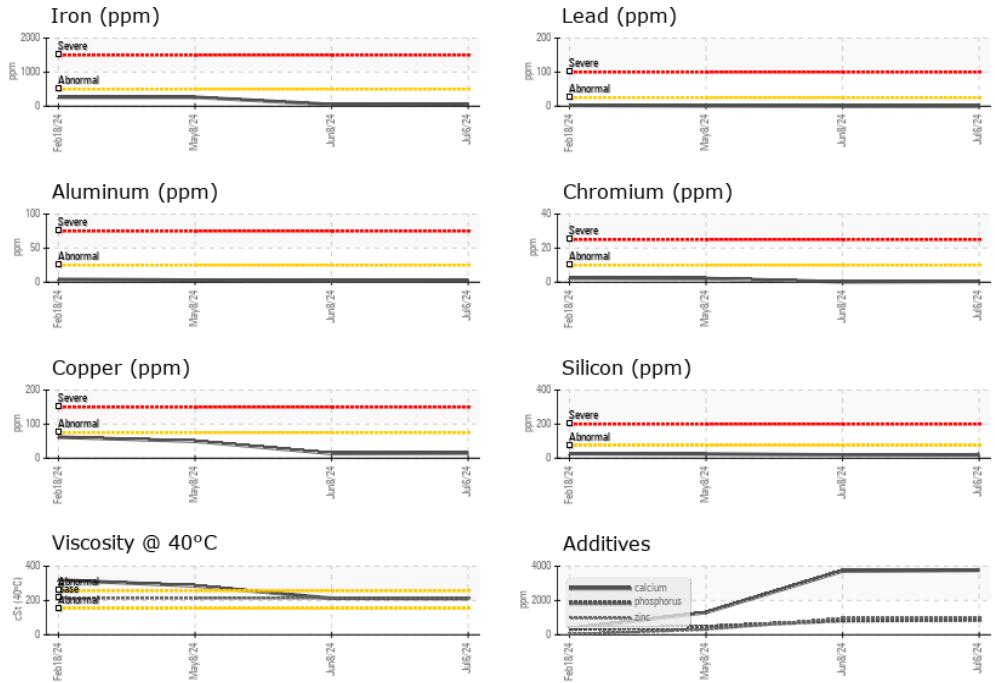 Iron (ppm)
2000
1000
0
ppm
Severe
Abnormal
Feb18/24
May8/24
Jun8/24
Jul6/24
Lead (ppm)
200
100
0
ppm
Severe
Abnormal
Feb18/24
May8/24
Jun8/24
Jul6/24
Aluminum (ppm)
100
50
0
ppm
Severe
Abnormal
Feb18/24
May8/24
Jun8/24
Jul6/24
Chromium (ppm)
40
20
0
ppm
Severe
Abnormal
Feb18/24
May8/24
Jun8/24
Jul6/24
Copper (ppm)
200
100
0
ppm
Severe
Abnormal
Feb18/24
May8/24
Jun8/24
Jul6/24
Silicon (ppm)
400
200
0
ppm
Severe
Abnormal
Feb18/24
May8/24
Jun8/24
Jul6/24
Viscosity @ 40°C
400
200
0
cSt (40°C)
Abnormal
Base
Abnormal
Feb18/24
May8/24
Jun8/24
Jul6/24
Additives
4000
2000
0
ppm
calcium
phosphorus
zinc
Feb18/24
May8/24
Jun8/24
Jul6/24